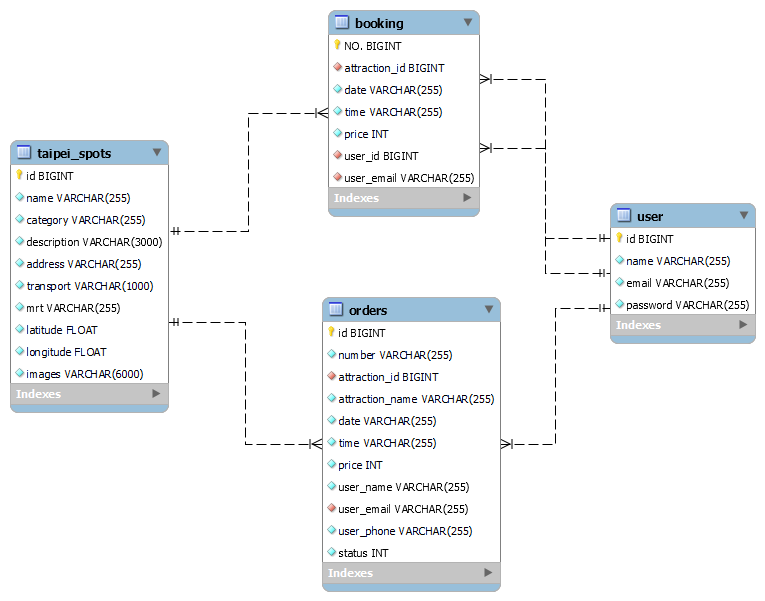 booking
NO. BIGINT
attraction_id BIGINT
date VARCHAR(255)
time VARCHAR(255)
price INT
user_id BIGINT
user_email VARCHAR(255)
Indexes
taipei_spots
id BIGINT
name VARCHAR(255)
category VARCHAR(255)
description VARCHAR(3000)
address VARCHAR(255)
transport VARCHAR(1000)
mrt VARCHAR(255)
latitude FLOAT
longitude FLOAT
images VARCHAR(6000)
Indexes
user
id BIGINT
name VARCHAR(255)
email VARCHAR(255)
password VARCHAR(255)
Indexes
orders
id BIGINT
number VARCHAR(255)
attraction_id BIGINT
attraction_name VARCHAR(255)
date VARCHAR(255)
time VARCHAR(255)
price INT
user_name VARCHAR(255)
user_email VARCHAR(255)
user_phone VARCHAR(255)
status INT
Indexes